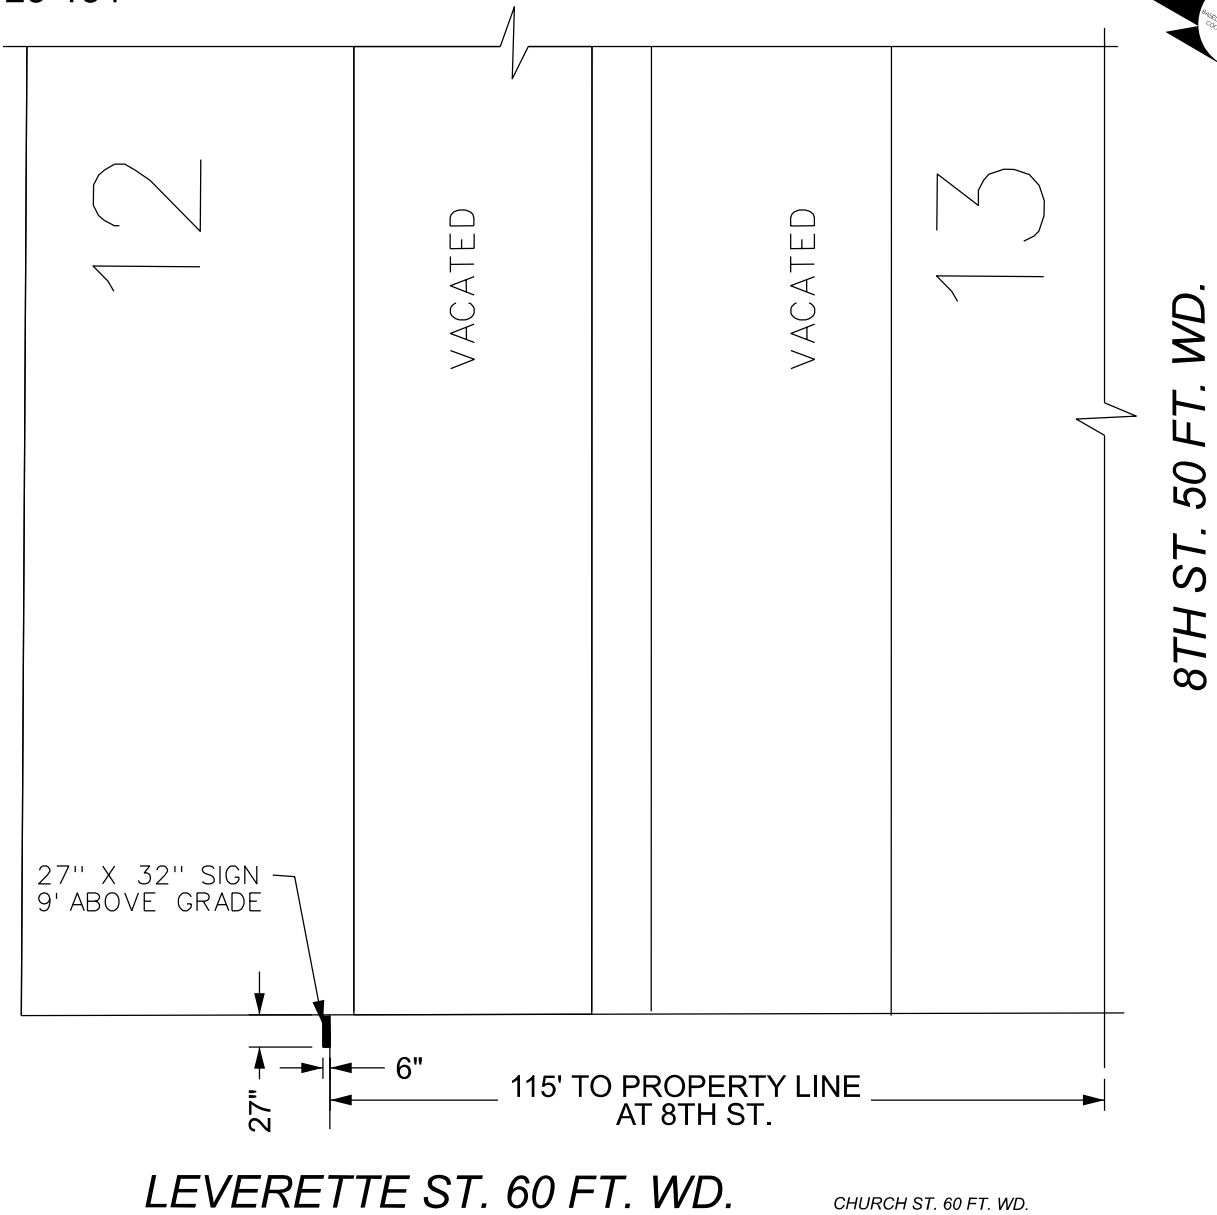 12
VACATED
VACATED
13
8TH ST. 50 FT. WD.
27" X 32" SIGN
9' ABOVE GRADE
27"
6"
115' TO PROPERTY LINE
AT 8TH ST.
LEVERETTE ST. 60 FT. WD.
CHURCH ST. 60 FT. WD.